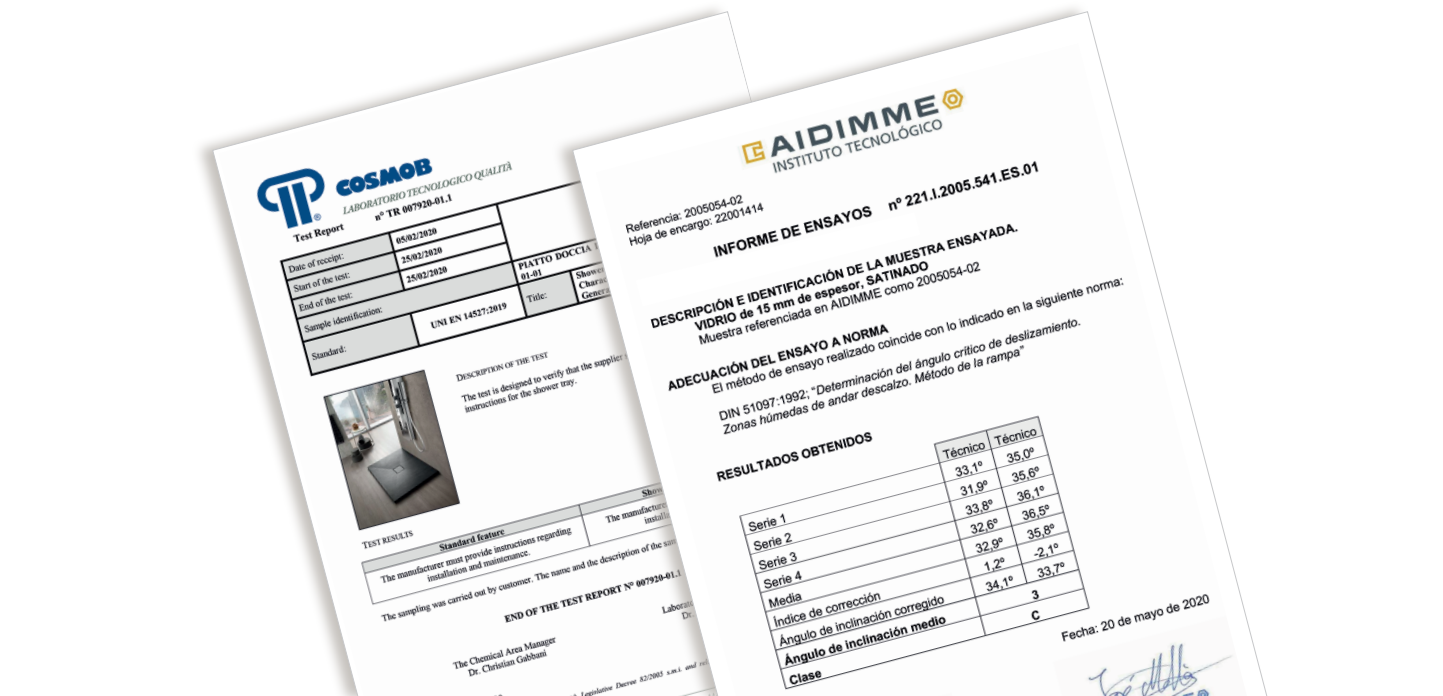 COSMOB
LABORATORIO TECNOLOGICO QUALITÀ
Test Report nº TR 007920-01.1
Date of receipt: 05/02/2020
Start of the test: 25/02/2020
End of the test: 25/02/2020
Sample identification: PIATTO DOCCIA
01-01
Standard: UNI EN 14527:2019 Title: Shower
DESCRIPTION OF THE TEST
The test is designed to verify that the supplier
instructions for the shower tray.
TEST RESULTS
Standard feature
The manufacturer must provide instructions regarding
installation and maintenance.
The manufacturer
The sampling was carried out by customer. The name and the description of the
END OF THE TEST REPORT Nº 007920-01.1
The Chemical Area Manager
Dr. Christian Gabbani
Dr.
Legislative Decree 82/2005 s.m.i. and
AIDIMME
INSTITUTO TECNOLÓGICO
Referencia: 2005054-02
Hoja de encargo: 22001414
INFORME DE ENSAYOS nº 221.I.2005.541.ES.01
DESCRIPCIÓN E IDENTIFICACIÓN DE LA MUESTRA ENSAYADA.
VIDRIO de 15 mm de espesor, SATINADO
Muestra referenciada en AIDIMME como 2005054-02
ADECUACIÓN DEL ENSAYO A NORMA
El método de ensayo realizado coincide con lo indicado en la siguiente norma:
DIN 51097:1992; “Determinación del ángulo crítico de deslizamiento.
Zonas húmedas de andar descalzo. Método de la rampa”
RESULTADOS OBTENIDOS
Técnico Técnico
Serie 1 33,1º 35,0º
Serie 2 31,9º 35,6º
Serie 3 33,8º 36,1º
Serie 4 32,6º 36,5º
Media 32,9º 35,8º
Índice de corrección 1,2º -2,1º
Ángulo de inclinación corregido 34,1º 33,7º
Ángulo de inclinación medio 3
Clase C
Fecha: 20 de mayo de 2020